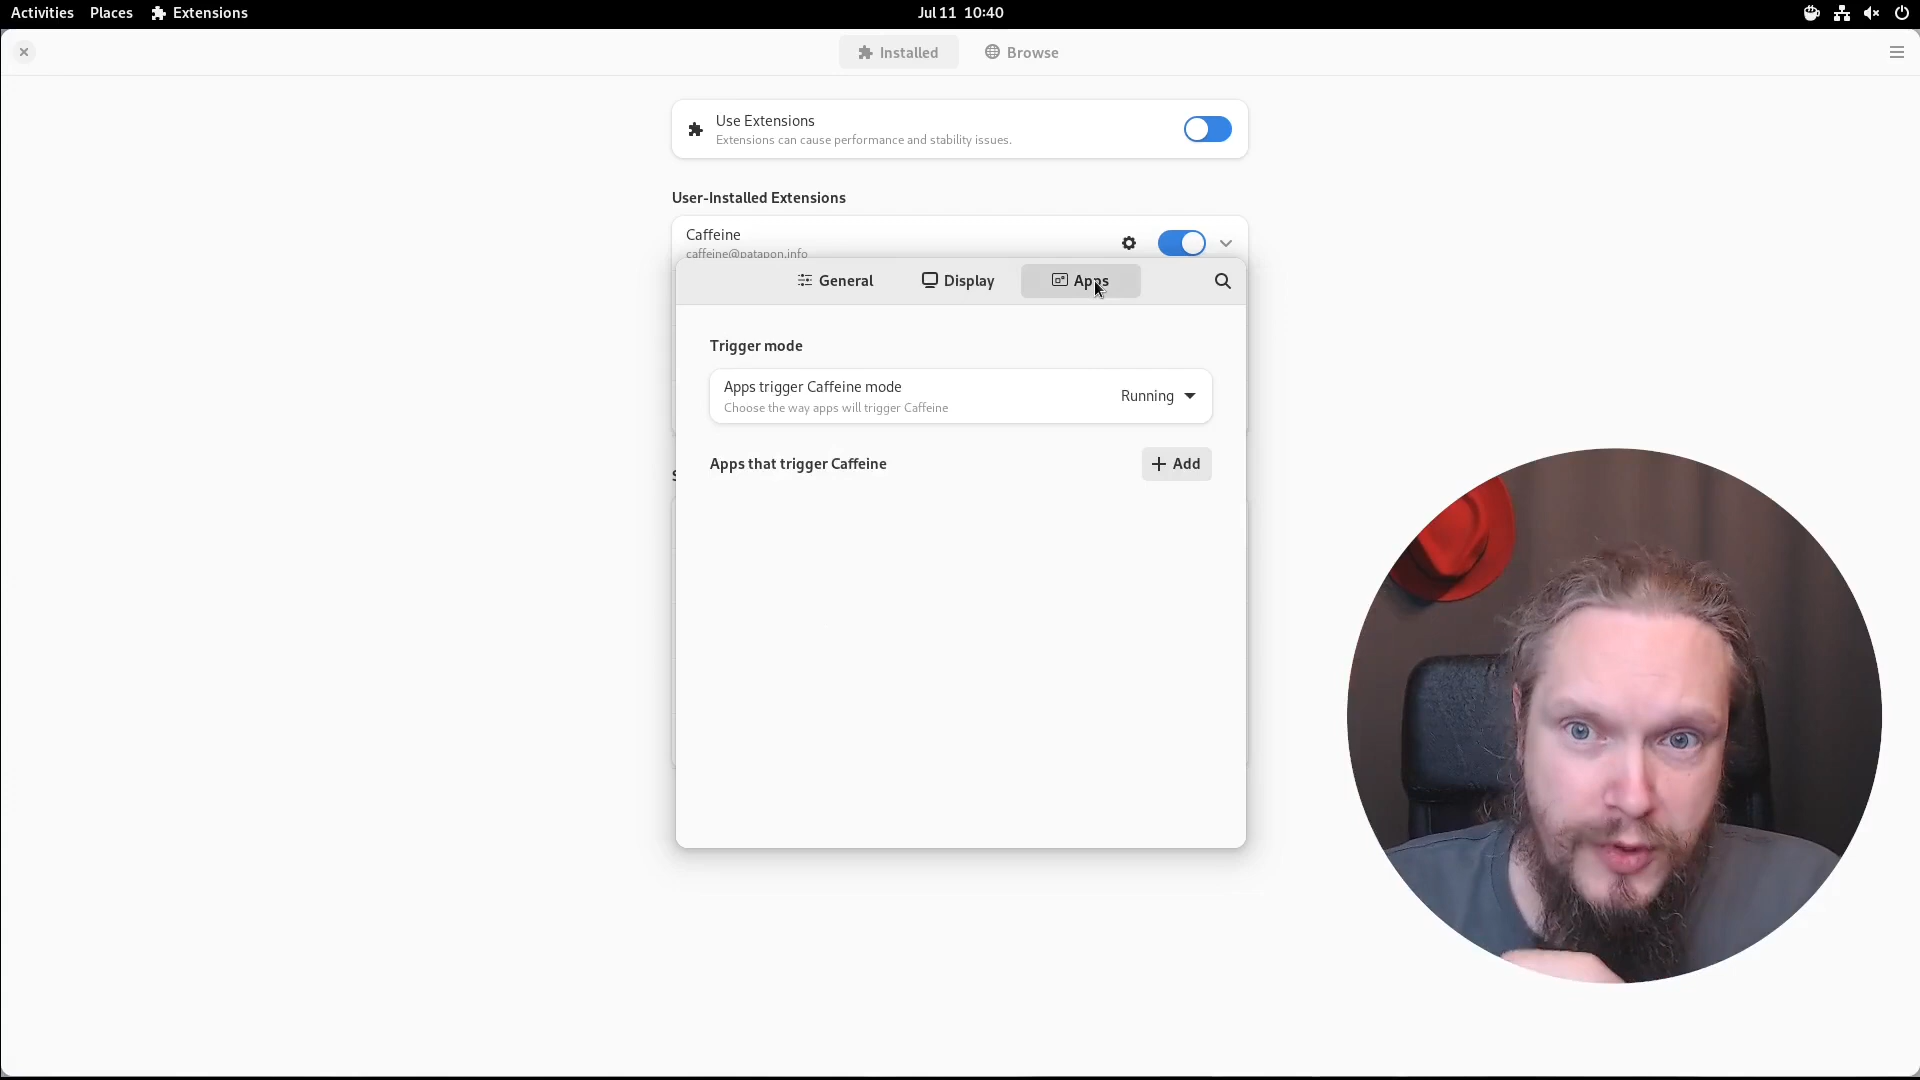 Activities Places Extensions Jul 11 10:40
Installed Browse
Use Extensions
Extensions can cause performance and stability issues.
User-Installed Extensions
Caffeine
caffeine@patapon.info
General Display Apps
Trigger mode
Apps trigger Caffeine mode
Running
Choose the way apps will trigger Caffeine
Apps that trigger Caffeine
Add